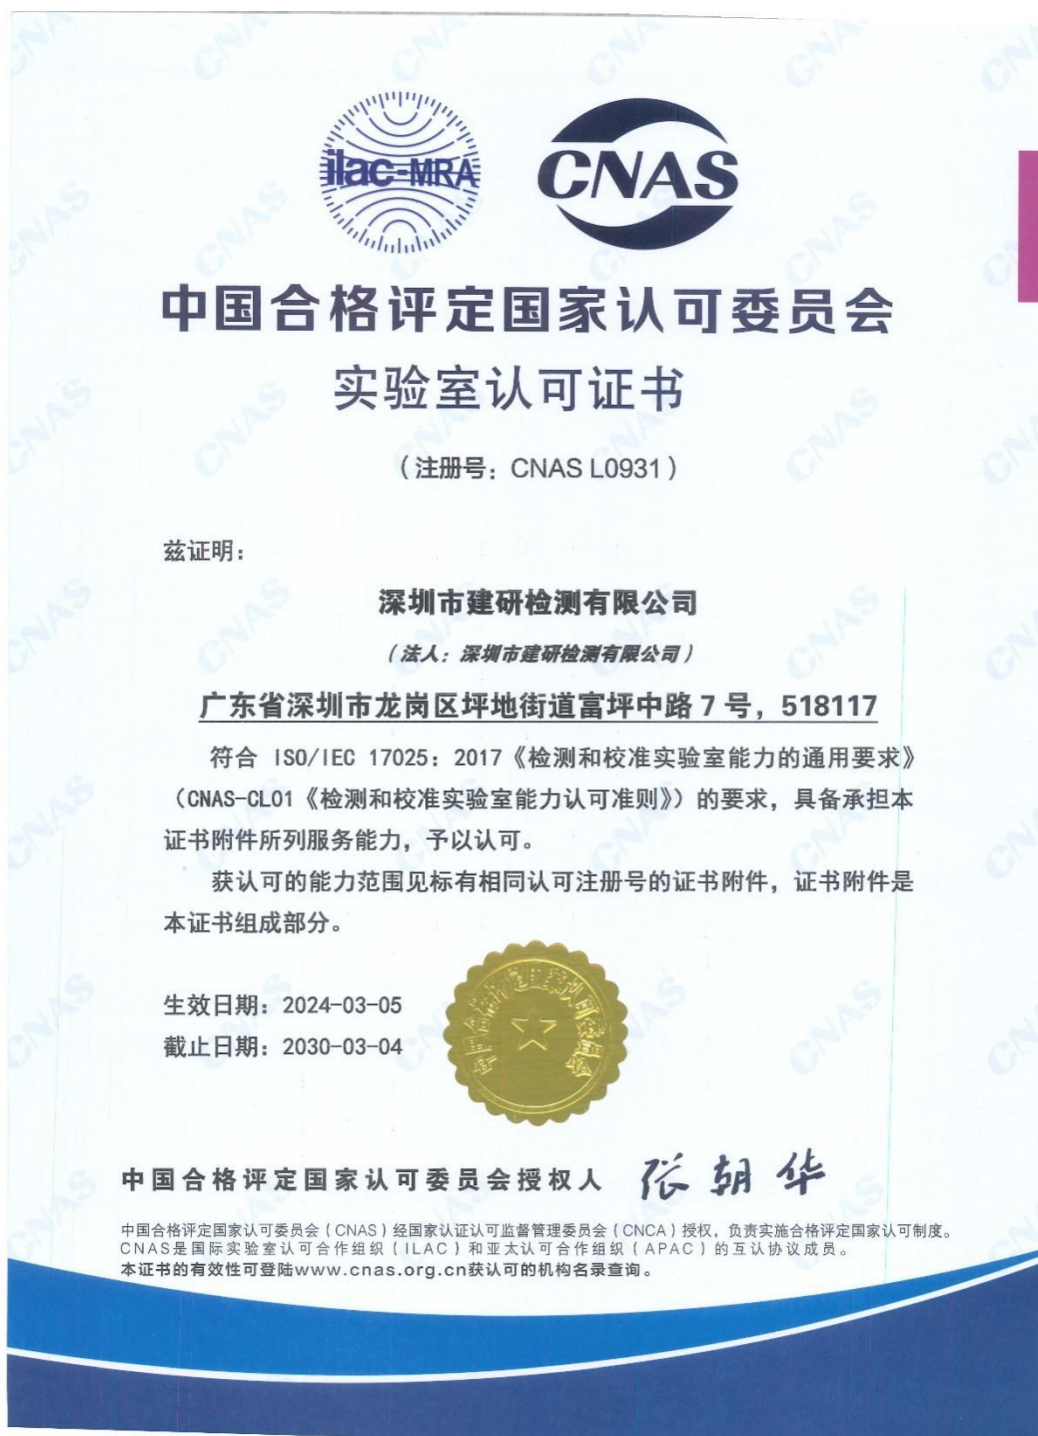 ilac-MRA
CNAS
中国合格评定国家认可委员会
实验室认可证书
（注册号：CNAS L0931）
兹证明：
深圳市建研检测有限公司
（法人：深圳市建研检测有限公司）
广东省深圳市龙岗区坪地街道富坪中路 7 号，518117
符合 ISO/IEC 17025：2017《检测和校准实验室能力的通用要求》
（CNAS-CL01《检测和校准实验室能力认可准则》）的要求，具备承担本
证书附件所列服务能力，予以认可。
获认可的能力范围见标有相同认可注册号的证书附件，证书附件是
本证书组成部分。
生效日期：2024-03-05
截止日期：2030-03-04
中国合格评定国家认可委员会
中国合格评定国家认可委员会授权人 张朝华
中国合格评定国家认可委员会（CNAS）经国家认证认可监督管理委员会（CNCA）授权，负责实施合格评定国家认可制度。
CNAS是国际实验室认可合作组织（ILAC）和亚太认可合作组织（APAC）的互认协议成员。
本证书的有效性可登陆www.cnas.org.cn获认可的机构名录查询。